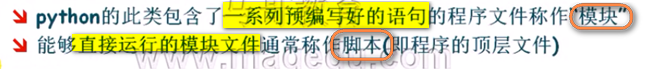 python的此类包含了一系列预编写好的语句的程序文件称作"模块"
能够直接运行的模块文件通常称作脚本(即程序的顶层文件)